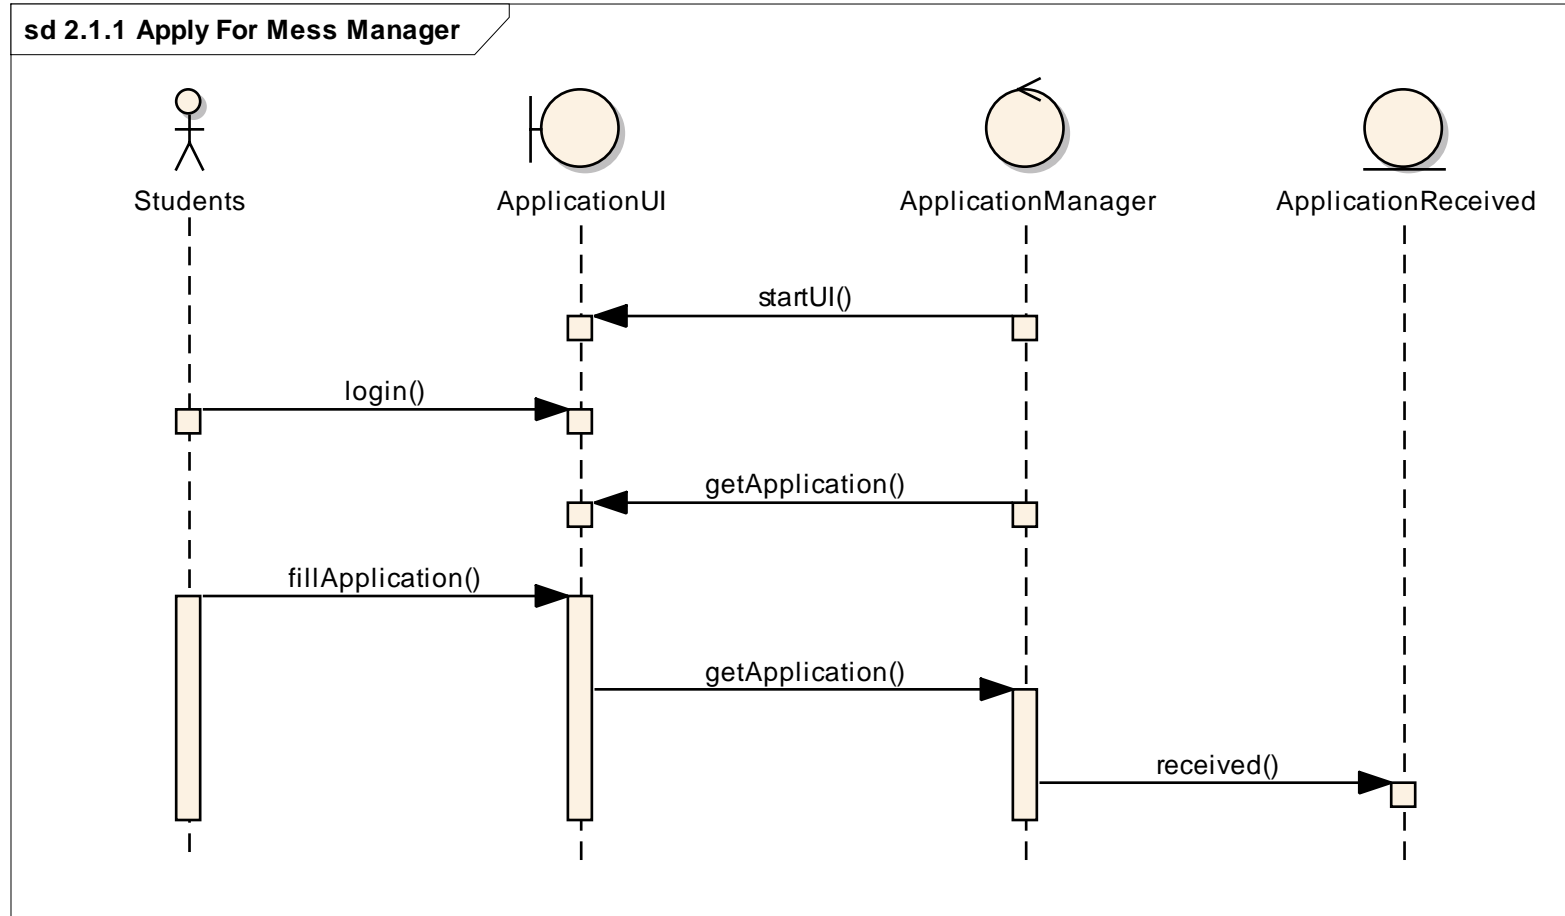 sd 2.1.1 Apply For Mess Manager
Students
ApplicationUI
ApplicationManager
ApplicationReceived
startUI()
login()
getApplication()
fillApplication()
getApplication()
received()